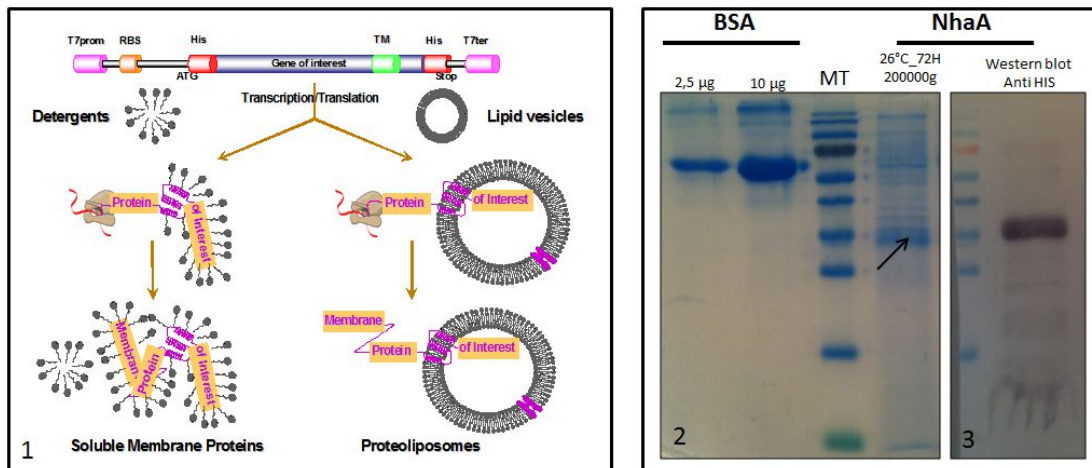 T7prom
RBS
His
TM
His
T7ter
Gene of interest
ATG
Stop
Transcription/Translation
Detergents
Lipid vesicles
Protein
of Interest
Protein
of Interest
Membran
Protein
of Interest
Membrane
Protein
of Interest
Soluble Membrane Proteins
Proteoliposomes
1
BSA
NhaA
2,5 µg
10 µg
MT
26°C_72H
200000g
Western blot
Anti HIS
2
3